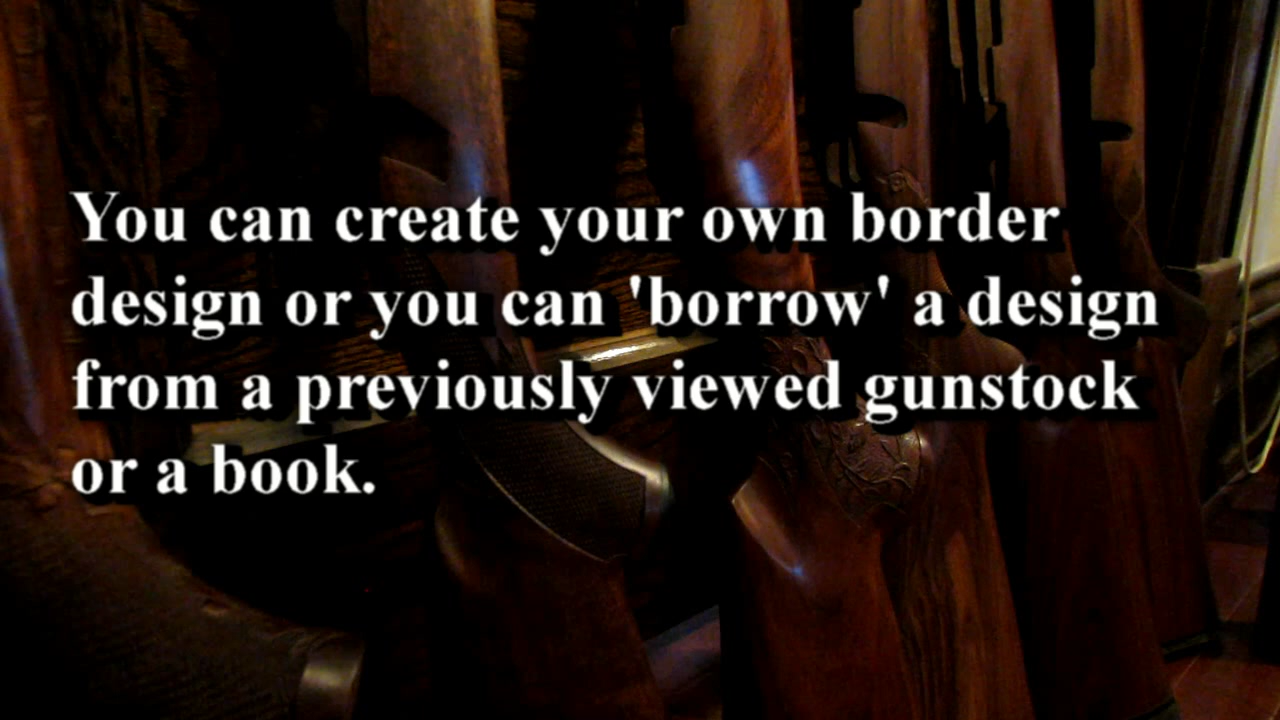 You can create your own border
design or you can 'borrow' a design
from a previously viewed gunstock
or a book.